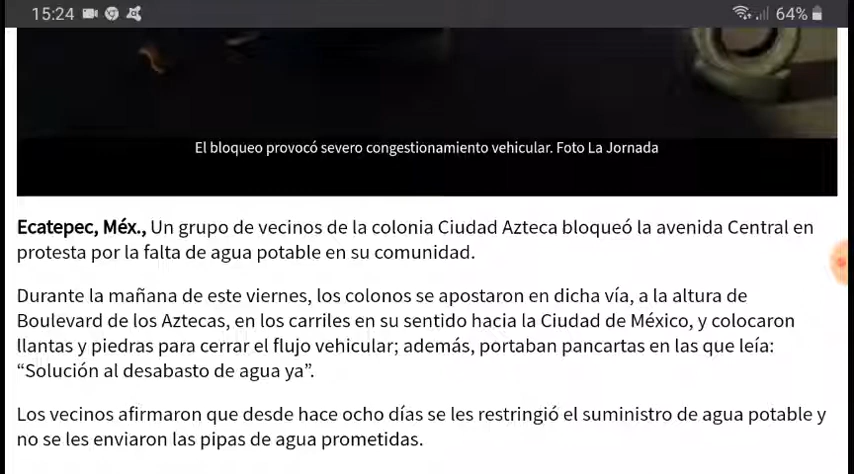 15:24 64%
El bloqueo provocó severo congestionamiento vehicular. Foto La Jornada
Ecatepec, Méx., Un grupo de vecinos de la colonia Ciudad Azteca bloqueó la avenida Central en
protesta por la falta de agua potable en su comunidad.
Durante la mañana de este viernes, los colonos se apostaron en dicha vía, a la altura de
Boulevard de los Aztecas, en los carriles en su sentido hacia la Ciudad de México, y colocaron
llantas y piedras para cerrar el flujo vehicular; además, portaban pancartas en las que leía:
“Solución al desabasto de agua ya”.
Los vecinos afirmaron que desde hace ocho días se les restringió el suministro de agua potable y
no se les enviaron las pipas de agua prometidas.